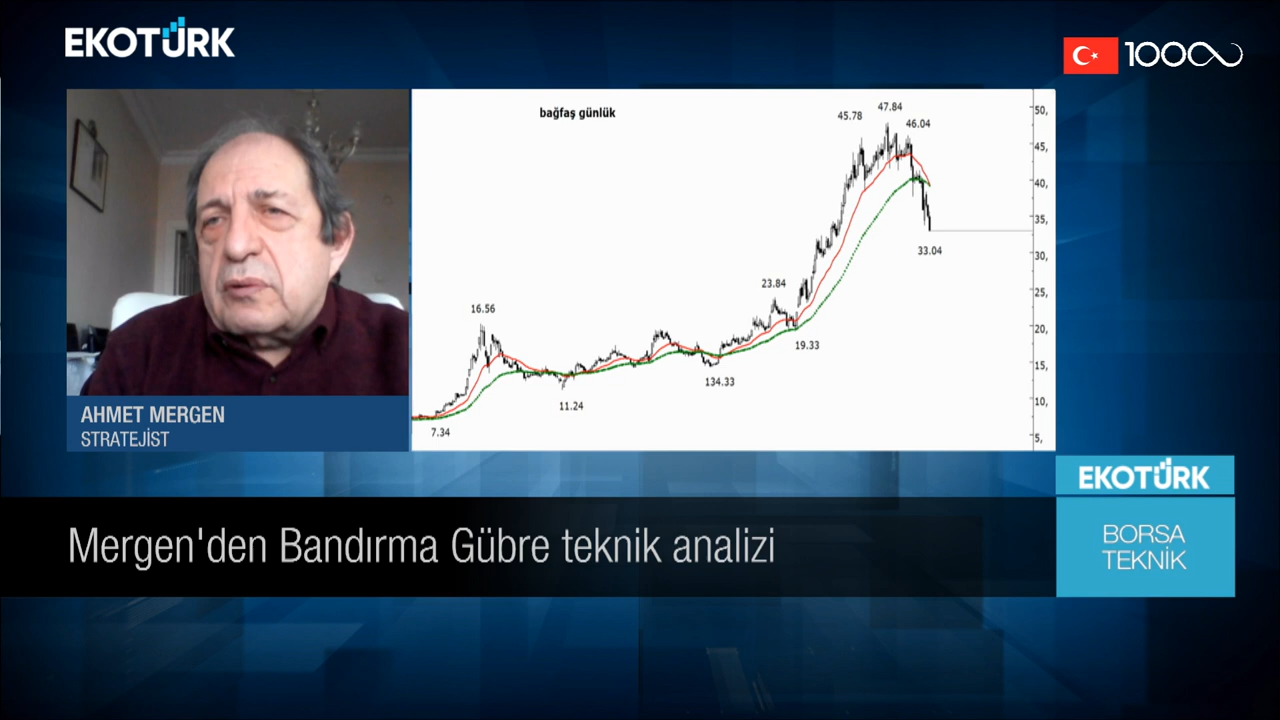 EKOTÜRK
100
bağfaş günlük
47.84
45.78
46.04
50,
45,
40,
35,
30,
25,
20,
15,
10,
5,
33.04
23.84
19.33
16.56
134.33
11.24
7.34
AHMET MERGEN
STRATEJİST
EKOTÜRK
Mergen'den Bandırma Gübre teknik analizi
BORSA
TEKNİK